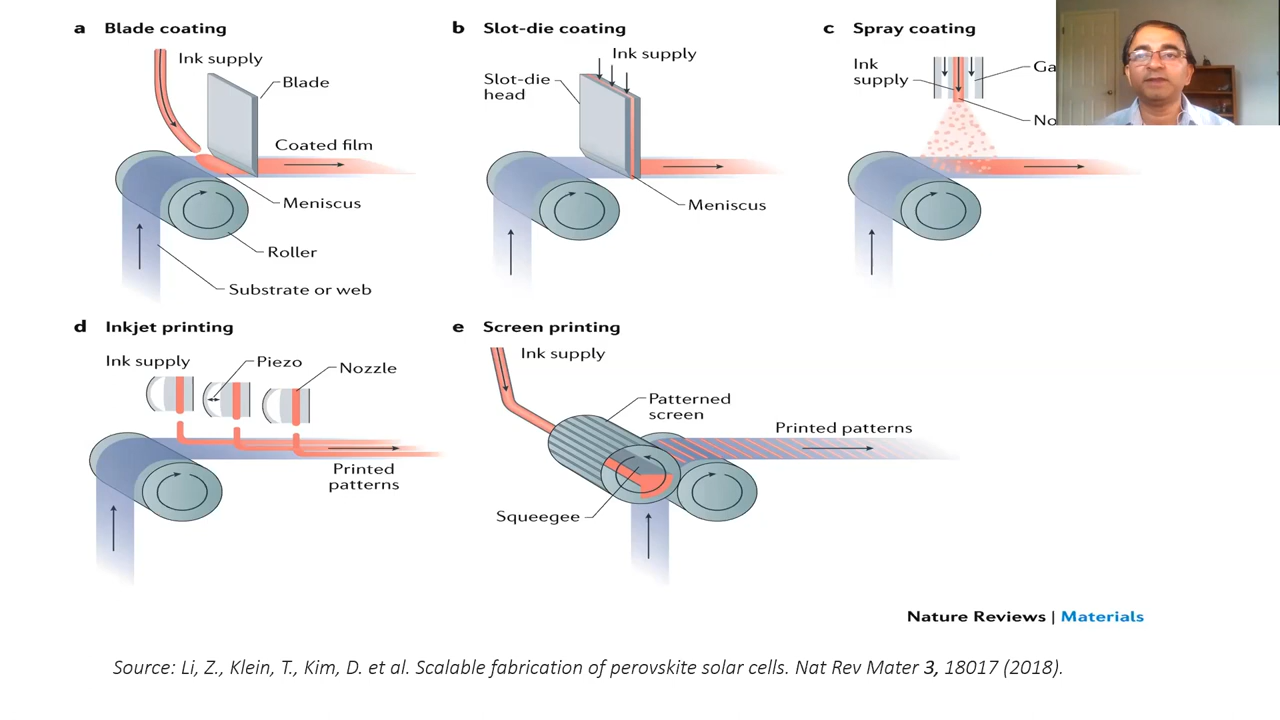 a Blade coating
Ink supply
Blade
Coated film
Meniscus
Roller
Substrate or web
b Slot-die coating
Ink supply
Slot-die
head
Meniscus
c Spray coating
Ink
supply
Ga
No
d Inkjet printing
Ink supply
Piezo
Nozzle
Printed
patterns
e Screen printing
Ink supply
Patterned
screen
Printed patterns
Squeegee
Nature Reviews | Materials
Source: Li, Z., Klein, T., Kim, D. et al. Scalable fabrication of perovskite solar cells. Nat Rev Mater 3, 18017 (2018).